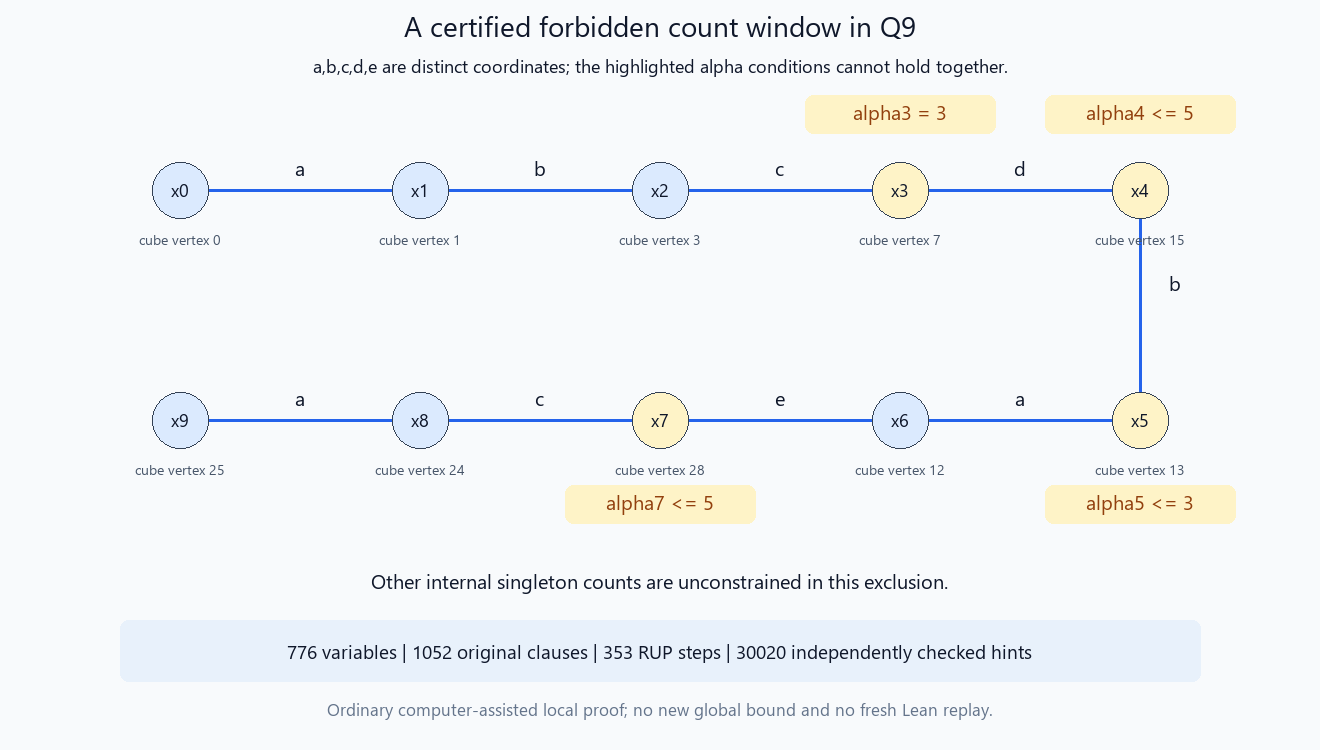 A certified forbidden count window in Q9
a,b,c,d,e are distinct coordinates; the highlighted alpha conditions cannot hold together.
alpha3 = 3
alpha4 <= 5
a
b
c
d
x0
x1
x2
x3
x4
cube vertex 0
cube vertex 1
cube vertex 3
cube vertex 7
cube vertex 15
b
a
c
e
a
x9
x8
x7
x6
x5
cube vertex 25
cube vertex 24
cube vertex 28
cube vertex 12
cube vertex 13
alpha7 <= 5
alpha5 <= 3
Other internal singleton counts are unconstrained in this exclusion.
776 variables | 1052 original clauses | 353 RUP steps | 30020 independently checked hints
Ordinary computer-assisted local proof; no new global bound and no fresh Lean replay.